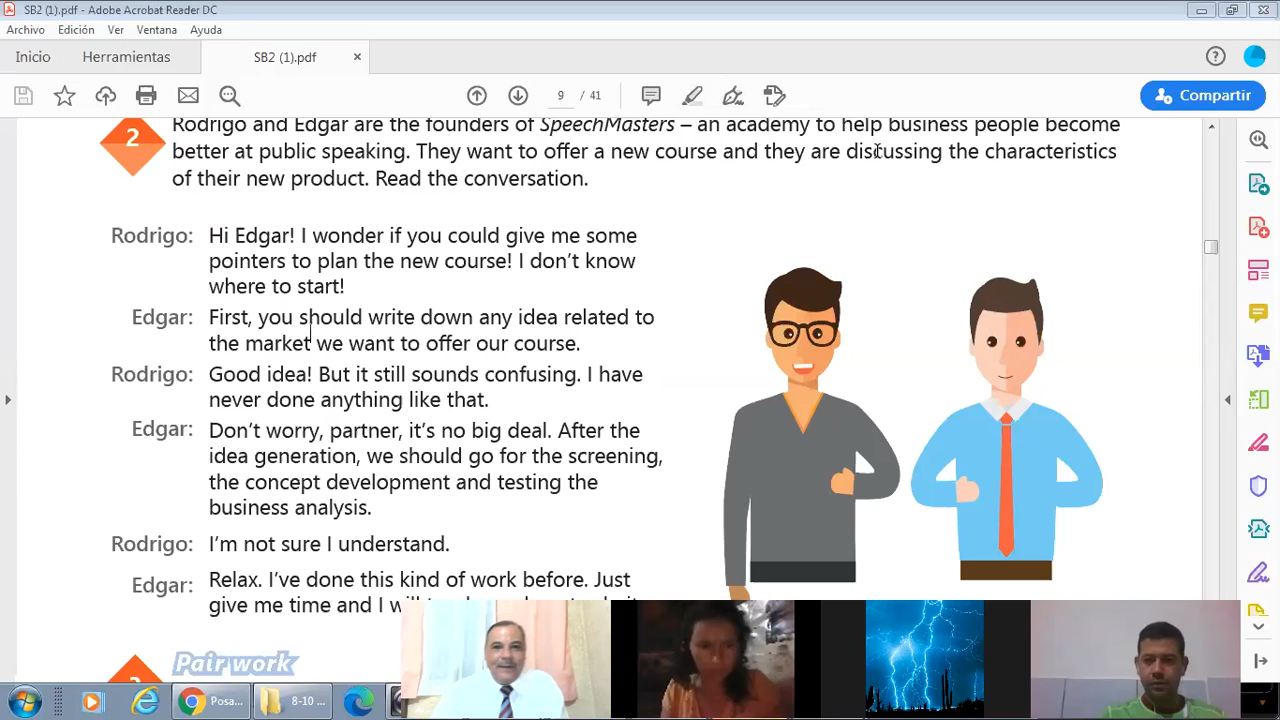 SB2 (1).pdf - Adobe Acrobat Reader DC
Archivo Edición Ver Ventana Ayuda
Inicio Herramientas SB2 (1).pdf ×
9 / 41 Compartir
2 Rodrigo and Edgar are the founders of SpeechMasters – an academy to help business people become
better at public speaking. They want to offer a new course and they are discussing the characteristics
of their new product. Read the conversation.
Rodrigo: Hi Edgar! I wonder if you could give me some
pointers to plan the new course! I don't know
where to start!
Edgar: First, you should write down any idea related to
the market we want to offer our course.
Rodrigo: Good idea! But it still sounds confusing. I have
never done anything like that.
Edgar: Don't worry, partner, it's no big deal. After the
idea generation, we should go for the screening,
the concept development and testing the
business analysis.
Rodrigo: I'm not sure I understand.
Edgar: Relax. I've done this kind of work before. Just
give me time and I
Pair work
Posa... 8-10